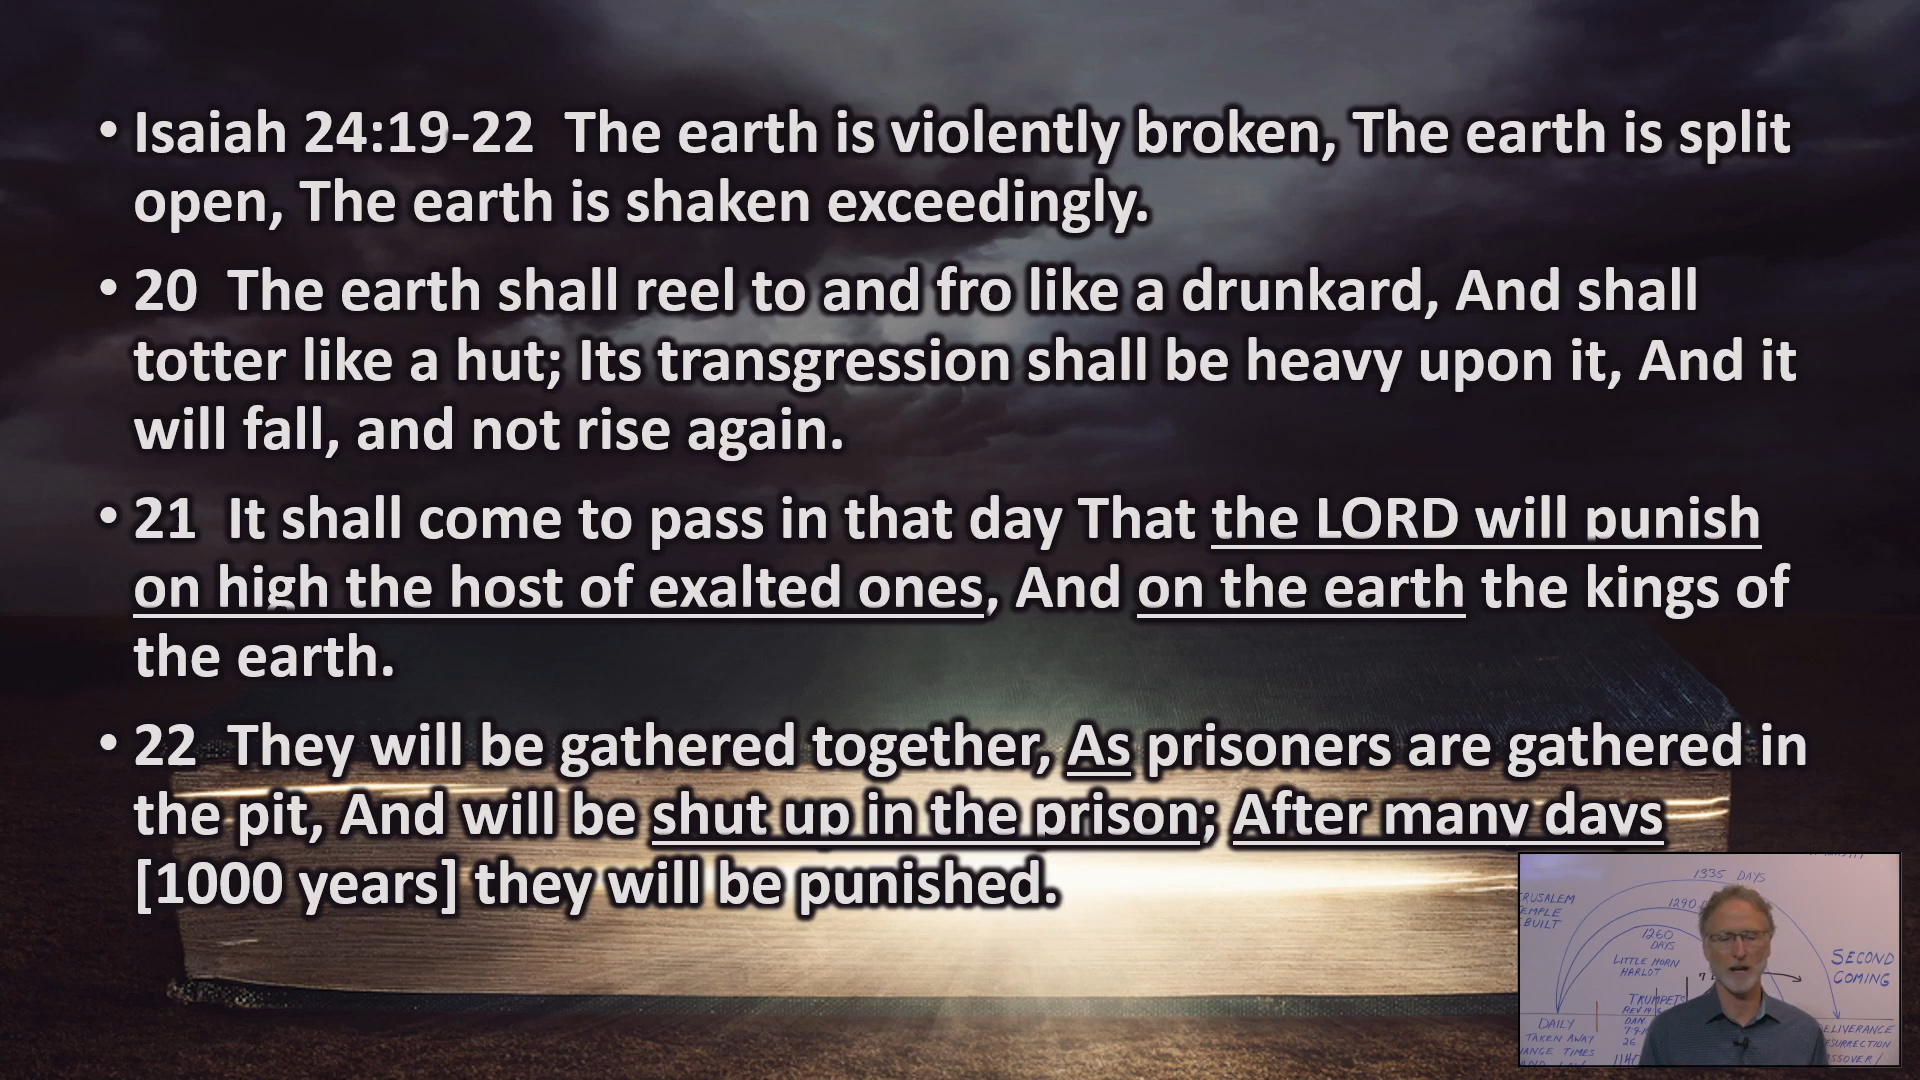 • Isaiah 24:19-22 The earth is violently broken, The earth is split
open, The earth is shaken exceedingly.
• 20 The earth shall reel to and fro like a drunkard, And shall
totter like a hut; Its transgression shall be heavy upon it, And it
will fall, and not rise again.
• 21 It shall come to pass in that day That the LORD will punish
on high the host of exalted ones, And on the earth the kings of
the earth.
• 22 They will be gathered together, As prisoners are gathered in
the pit, And will be shut up in the prison; After many days
[1000 years] they will be punished.
1335 DAYS
1290
1260
DAYS
LITTLE HORN
HARLOT
SECOND
COMING
TRUMPETS
DAILY
TAKEN AWAY